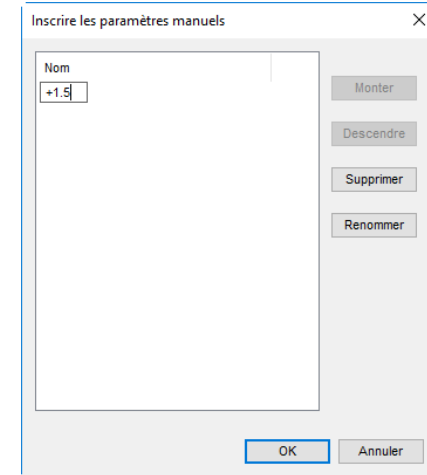 Inscrire les paramètres manuels
Nom
+1.5
Monter
Descendre
Supprimer
Renommer
OK
Annuler